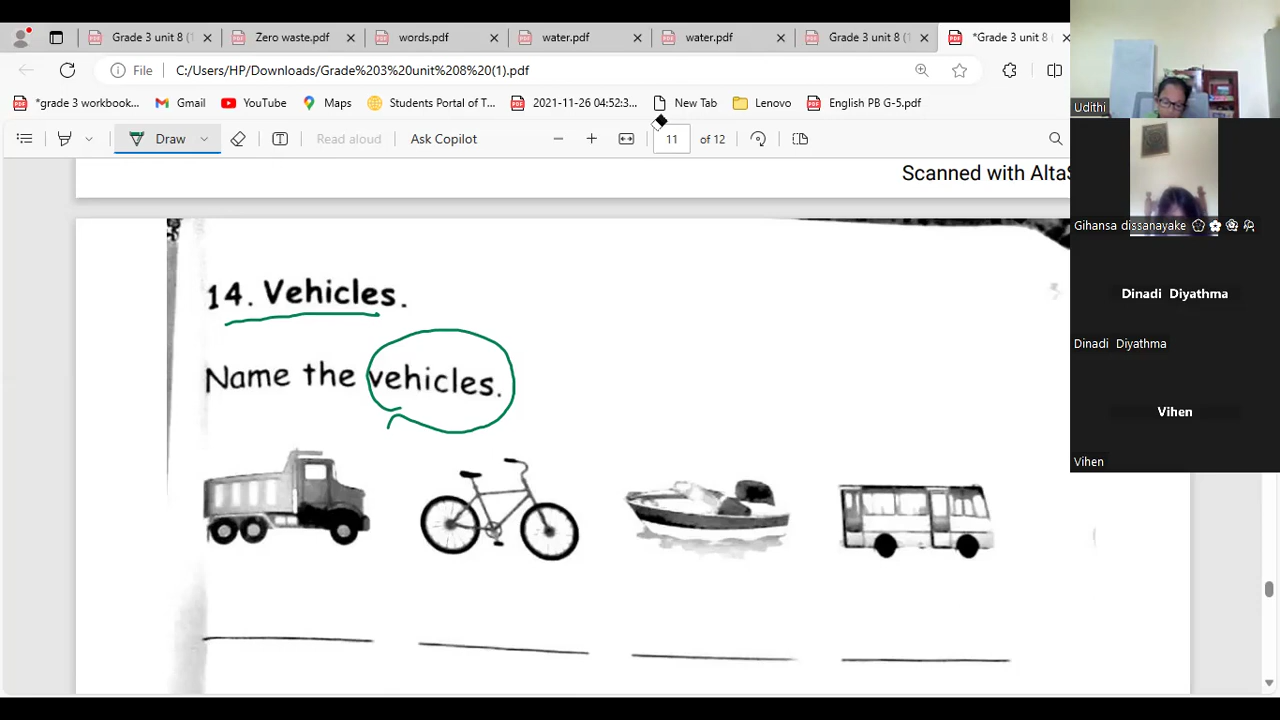 Grade 3 unit 8 (1
Zero waste.pdf
words.pdf
water.pdf
water.pdf
Grade 3 unit 8 (1
*Grade 3 unit 8
File
C:/Users/HP/Downloads/Grade%203%20unit%208%20(1).pdf
*grade 3 workbook...
Gmail
YouTube
Maps
Students Portal of T...
2021-11-26 04:52:3...
New Tab
Lenovo
English PB G-5.pdf
Draw
Read aloud
Ask Copilot
11
of 12
Scanned with Alta
14. Vehicles.
Name the vehicles.
Udithi
Gihansa dissanayake
Dinadi Diyathma
Dinadi Diyathma
Vihen
Vihen